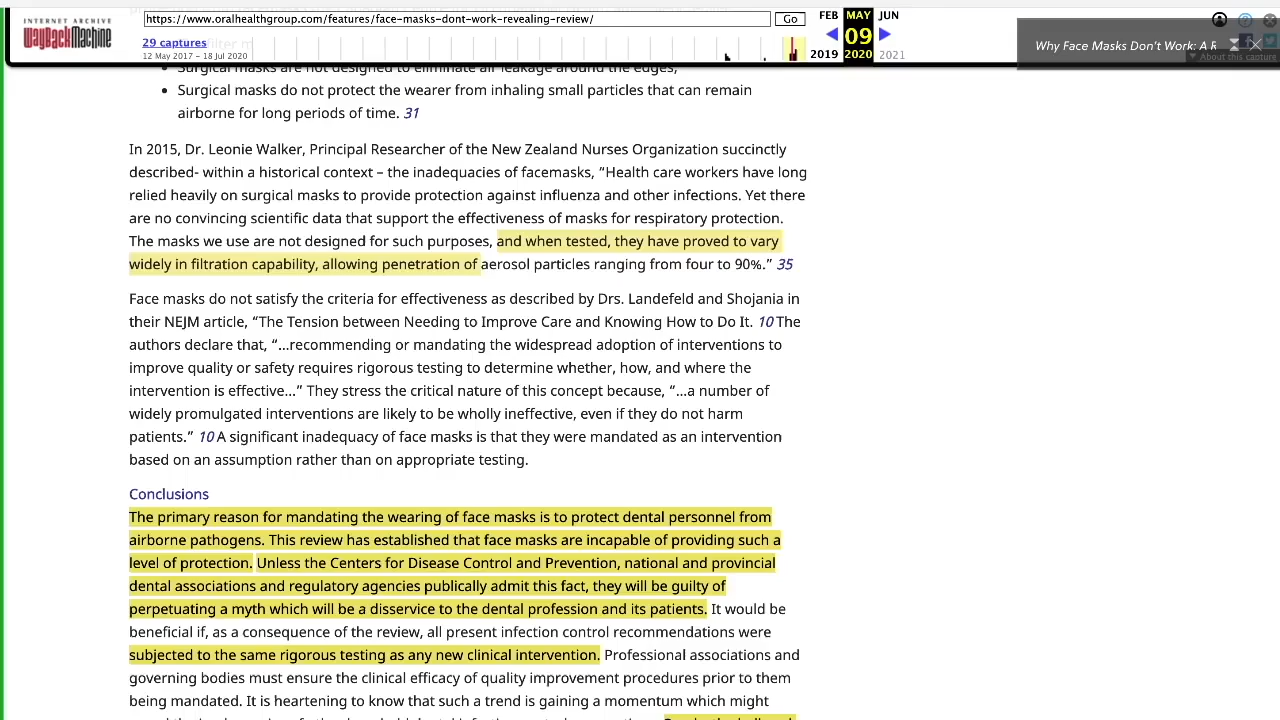 INTERNET ARCHIVE
WayBackMachine
https://www.oralhealthgroup.com/features/face-masks-dont-work-revealing-review/
Go
FEB MAY JUN
29 captures
09
12 May 2017 – 18 Jul 2020
2019 2020 2021
Why Face Masks Don't Work: A R
About this capture
Surgical masks are not designed to eliminate air leakage around the edges;
Surgical masks do not protect the wearer from inhaling small particles that can remain
airborne for long periods of time. 31
In 2015, Dr. Leonie Walker, Principal Researcher of the New Zealand Nurses Organization succinctly
described- within a historical context – the inadequacies of facemasks, “Health care workers have long
relied heavily on surgical masks to provide protection against influenza and other infections. Yet there
are no convincing scientific data that support the effectiveness of masks for respiratory protection.
The masks we use are not designed for such purposes, and when tested, they have proved to vary
widely in filtration capability, allowing penetration of aerosol particles ranging from four to 90%.” 35
Face masks do not satisfy the criteria for effectiveness as described by Drs. Landefeld and Shojania in
their NEJM article, “The Tension between Needing to Improve Care and Knowing How to Do It. 10 The
authors declare that, “…recommending or mandating the widespread adoption of interventions to
improve quality or safety requires rigorous testing to determine whether, how, and where the
intervention is effective…” They stress the critical nature of this concept because, “…a number of
widely promulgated interventions are likely to be wholly ineffective, even if they do not harm
patients.” 10 A significant inadequacy of face masks is that they were mandated as an intervention
based on an assumption rather than on appropriate testing.
Conclusions
The primary reason for mandating the wearing of face masks is to protect dental personnel from
airborne pathogens. This review has established that face masks are incapable of providing such a
level of protection. Unless the Centers for Disease Control and Prevention, national and provincial
dental associations and regulatory agencies publically admit this fact, they will be guilty of
perpetuating a myth which will be a disservice to the dental profession and its patients. It would be
beneficial if, as a consequence of the review, all present infection control recommendations were
subjected to the same rigorous testing as any new clinical intervention. Professional associations and
governing bodies must ensure the clinical efficacy of quality improvement procedures prior to them
being mandated. It is heartening to know that such a trend is gaining a momentum which might